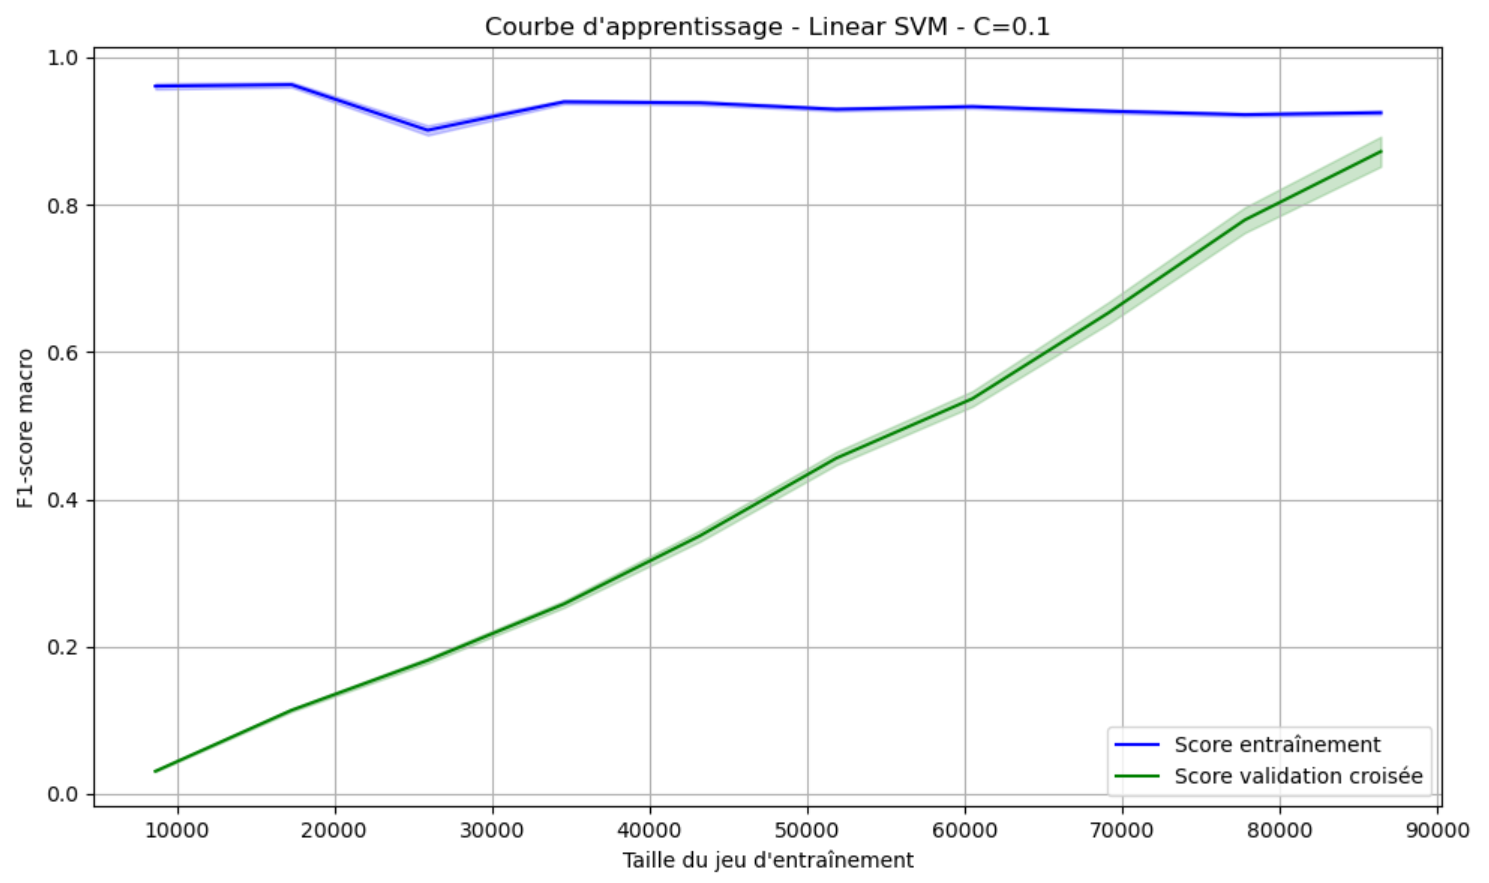 Courbe d'apprentissage - Linear SVM - C=0.1
1.0
0.8
0.6
0.4
0.2
0.0
F1-score macro
10000 20000 30000 40000 50000 60000 70000 80000 90000
Taille du jeu d'entraînement
Score entraînement
Score validation croisée